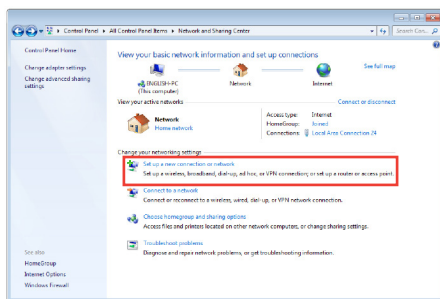 Control Panel ▸ All Control Panel Items ▸ Network and Sharing Center
Search Con...
Control Panel Home
Change adapter settings
Change advanced sharing
settings
See also
HomeGroup
Internet Options
Windows Firewall
View your basic network information and set up connections
See full map
ENGLISH-PC
(This computer)
Network
Internet
View your active networks
Connect or disconnect
Network
Home network
Access type: Internet
HomeGroup: Joined
Connections: Local Area Connection 24
Change your networking settings
Set up a new connection or network
Set up a wireless, broadband, dial-up, ad hoc, or VPN connection; or set up a router or access point.
Connect to a network
Connect or reconnect to a wireless, wired, dial-up, or VPN network connection.
Choose homegroup and sharing options
Access files and printers located on other network computers, or change sharing settings.
Troubleshoot problems
Diagnose and repair network problems, or get troubleshooting information.